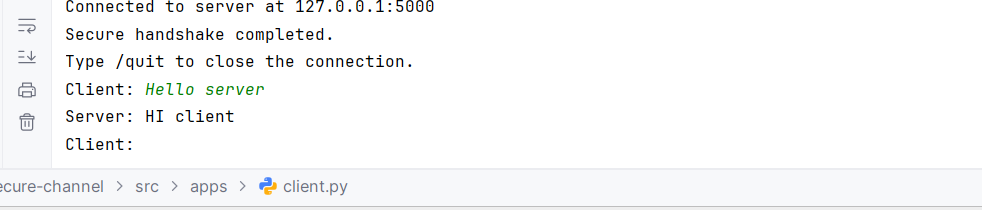 Connected to server at 127.0.0.1:5000
Secure handshake completed.
Type /quit to close the connection.
Client: Hello server
Server: HI client
Client:
ecure-channel > src > apps > client.py